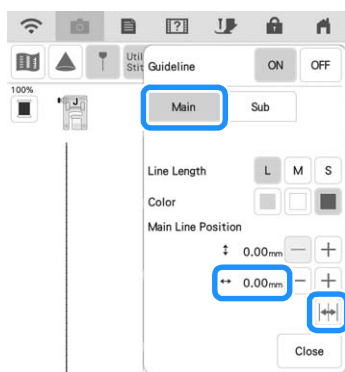 Util
Stit
Guideline ON OFF
100%
J
Main Sub
Line Length L M S
Color
Main Line Position
↕ 0.00mm − +
↔ 0.00mm − +
Close